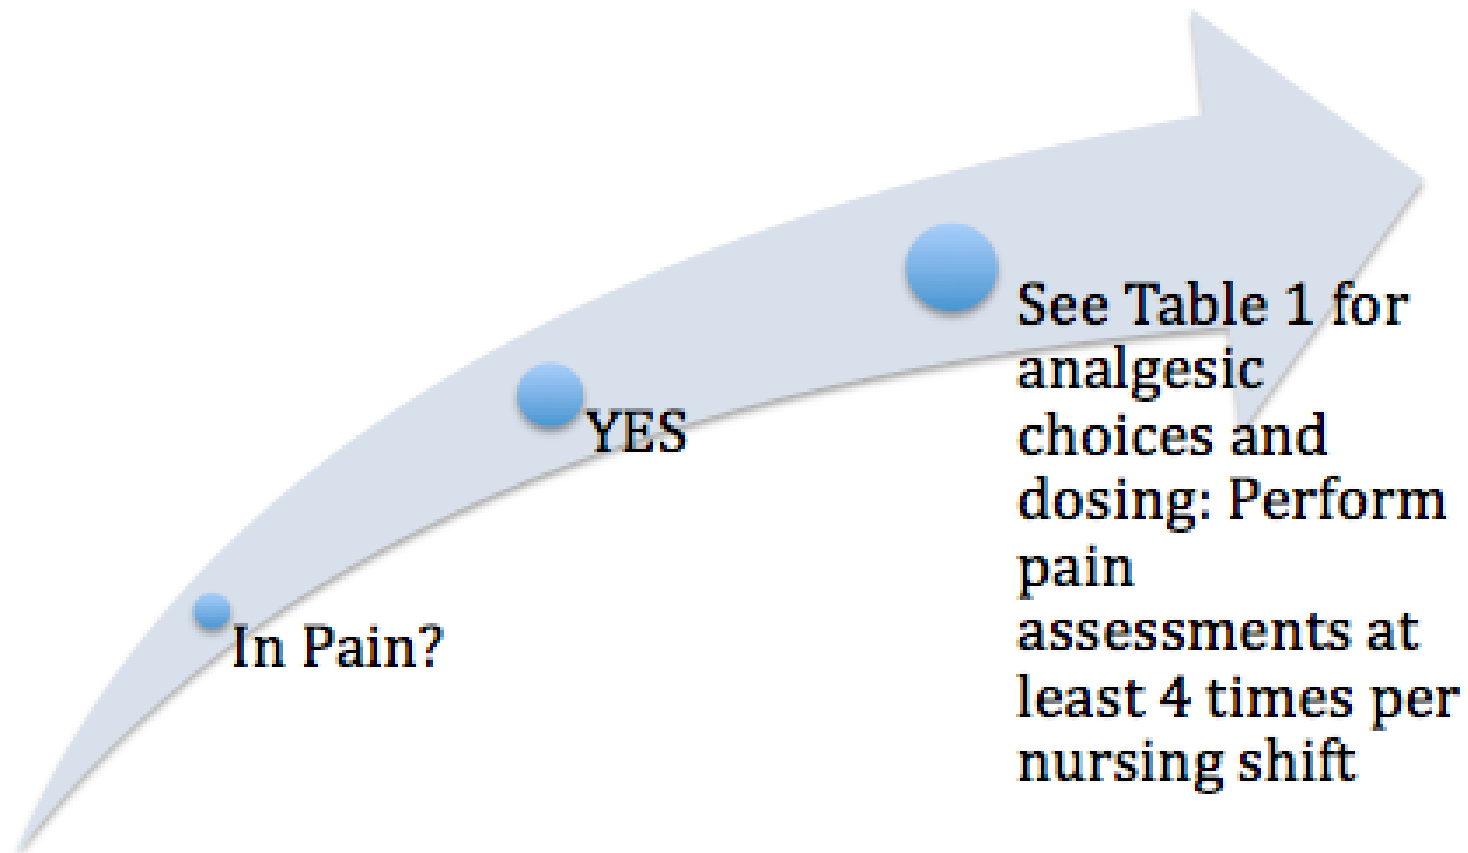 In Pain?
YES
See Table 1 for
analgesic
choices and
dosing: Perform
pain
assessments at
least 4 times per
nursing shift